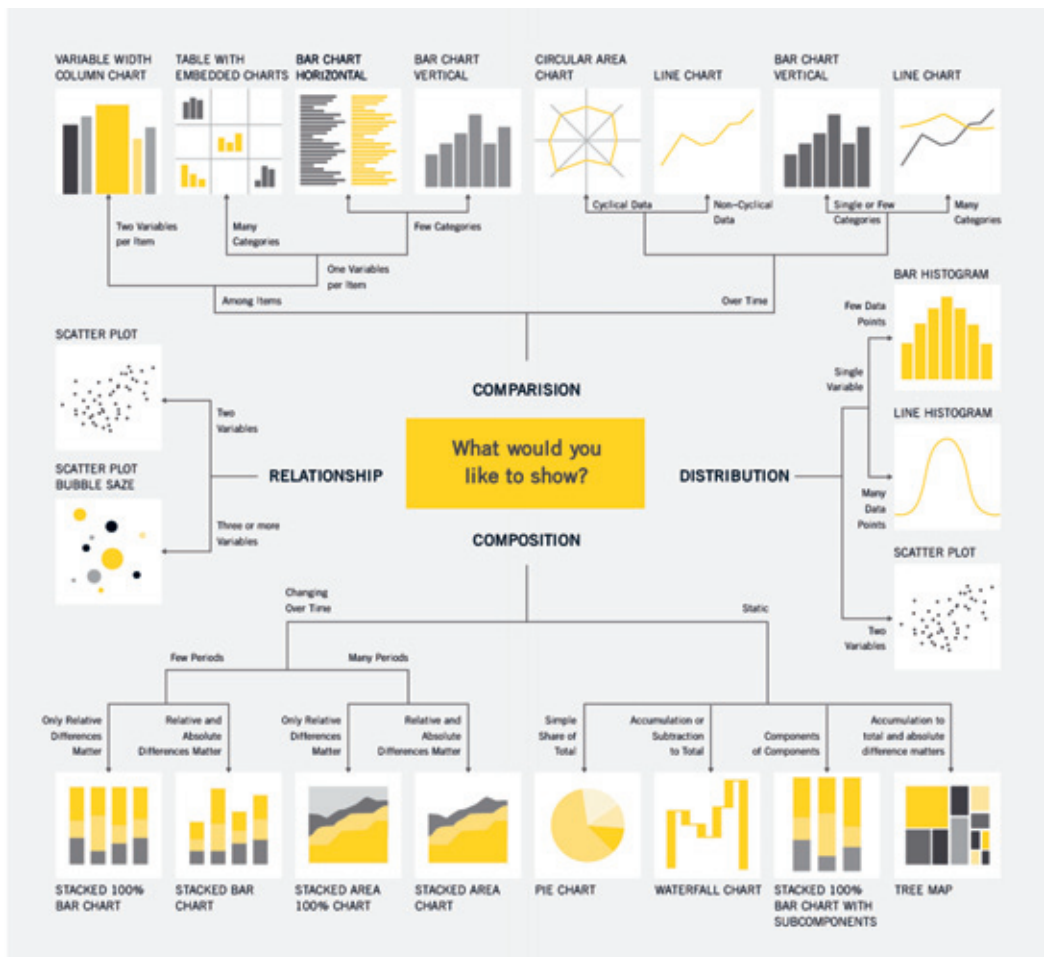 VARIABLE WIDTH
COLUMN CHART
TABLE WITH
EMBEDDED CHARTS
BAR CHART
HORIZONTAL
BAR CHART
VERTICAL
CIRCULAR AREA
CHART
LINE CHART
BAR CHART
VERTICAL
LINE CHART
Two Variables
per Item
Many
Categories
Few Categories
Cyclical Data
Non-Cyclical
Data
Single or Few
Categories
Many
Categories
One Variables
per Item
Among Items
Over Time
BAR HISTOGRAM
Few Data
Points
SCATTER PLOT
Single
Variable
COMPARISION
Two
Variables
LINE HISTOGRAM
What would you
like to show?
RELATIONSHIP
DISTRIBUTION
SCATTER PLOT
BUBBLE SAZE
Many
Data
Points
Three or more
Variables
COMPOSITION
SCATTER PLOT
Changing
Over Time
Static
Two
Variables
Few Periods
Many Periods
Only Relative
Differences
Matter
Relative and
Absolute
Differences Matter
Only Relative
Differences
Matter
Relative and
Absolute
Differences Matter
Simple
Share of
Total
Accumulation or
Subtraction
to Total
Components
of Components
Accumulation to
total and absolute
difference matters
STACKED 100%
BAR CHART
STACKED BAR
CHART
STACKED AREA
100% CHART
STACKED AREA
CHART
PIE CHART
WATERFALL CHART
STACKED 100%
BAR CHART WITH
SUBCOMPONENTS
TREE MAP